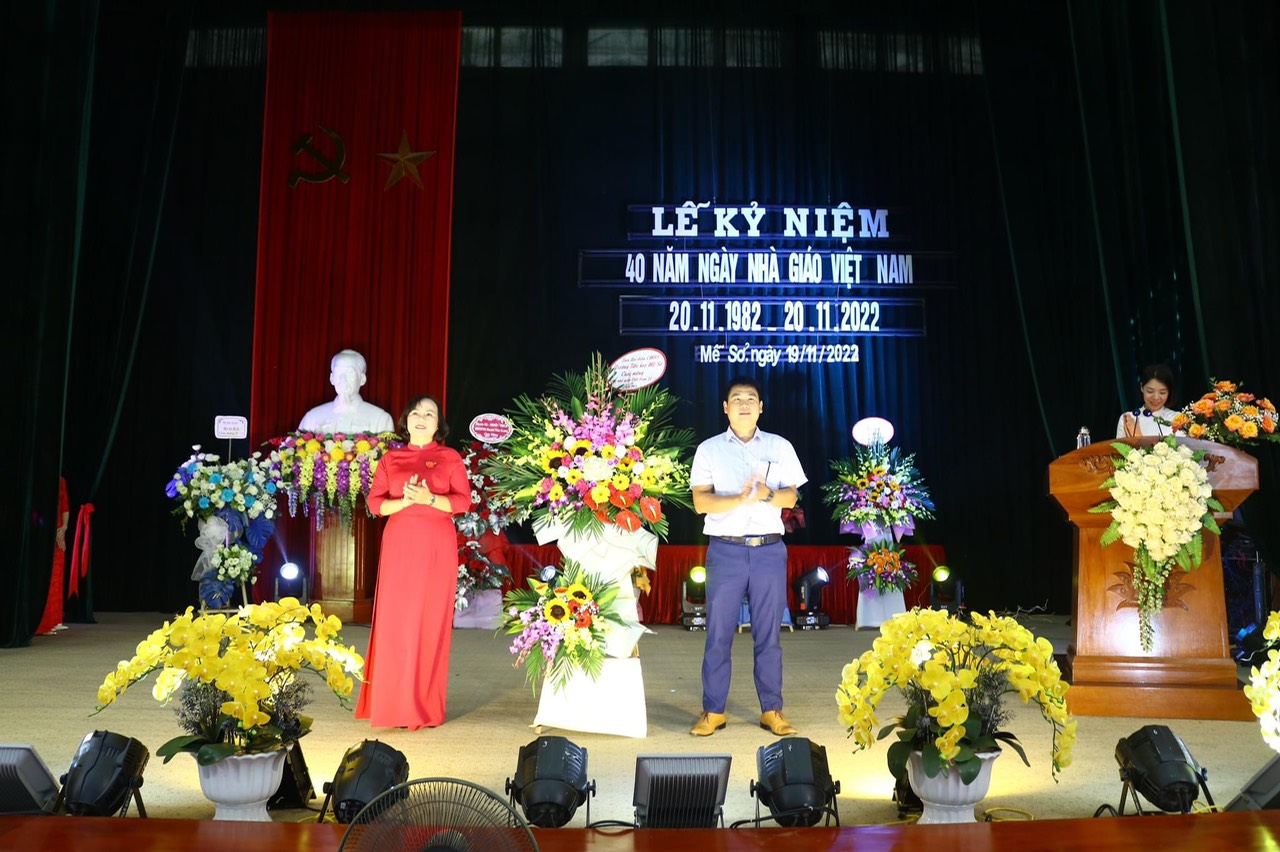 LỄ KỶ NIỆM
40 NĂM NGÀY NHÀ GIÁO VIỆT NAM
20.11.1982 - 20.11.2022
Mễ Sở, ngày 19/11/2022